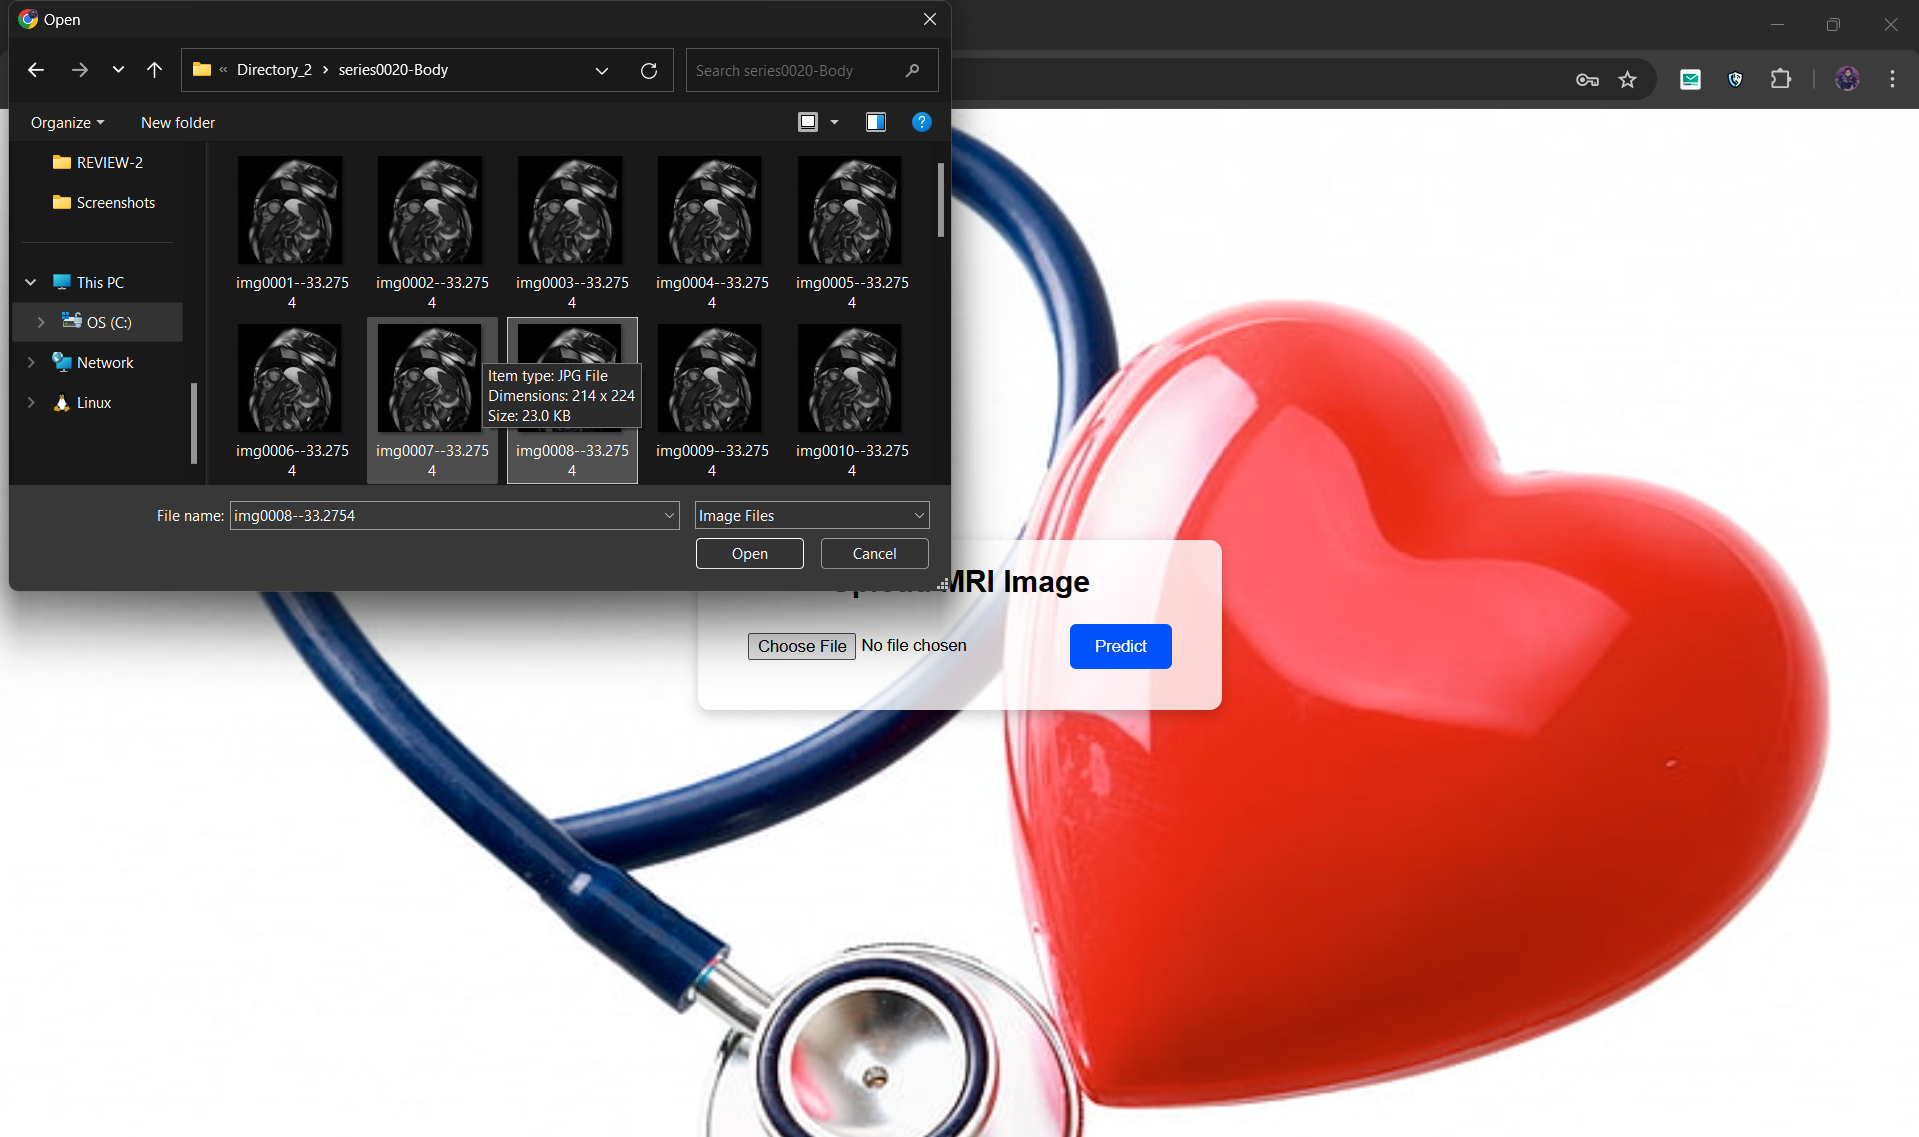 Open
« Directory_2 › series0020-Body
Search series0020-Body
Organize
New folder
?
REVIEW-2
Screenshots
This PC
OS (C:)
Network
Linux
img0001--33.2754
img0002--33.2754
img0003--33.2754
img0004--33.2754
img0005--33.2754
img0006--33.2754
img0007--33.2754
img0008--33.2754
img0009--33.2754
img0010--33.2754
Item type: JPG File
Dimensions: 214 x 224
Size: 23.0 KB
File name: img0008--33.2754
Image Files
Open
Cancel
MRI Image
Choose File No file chosen
Predict